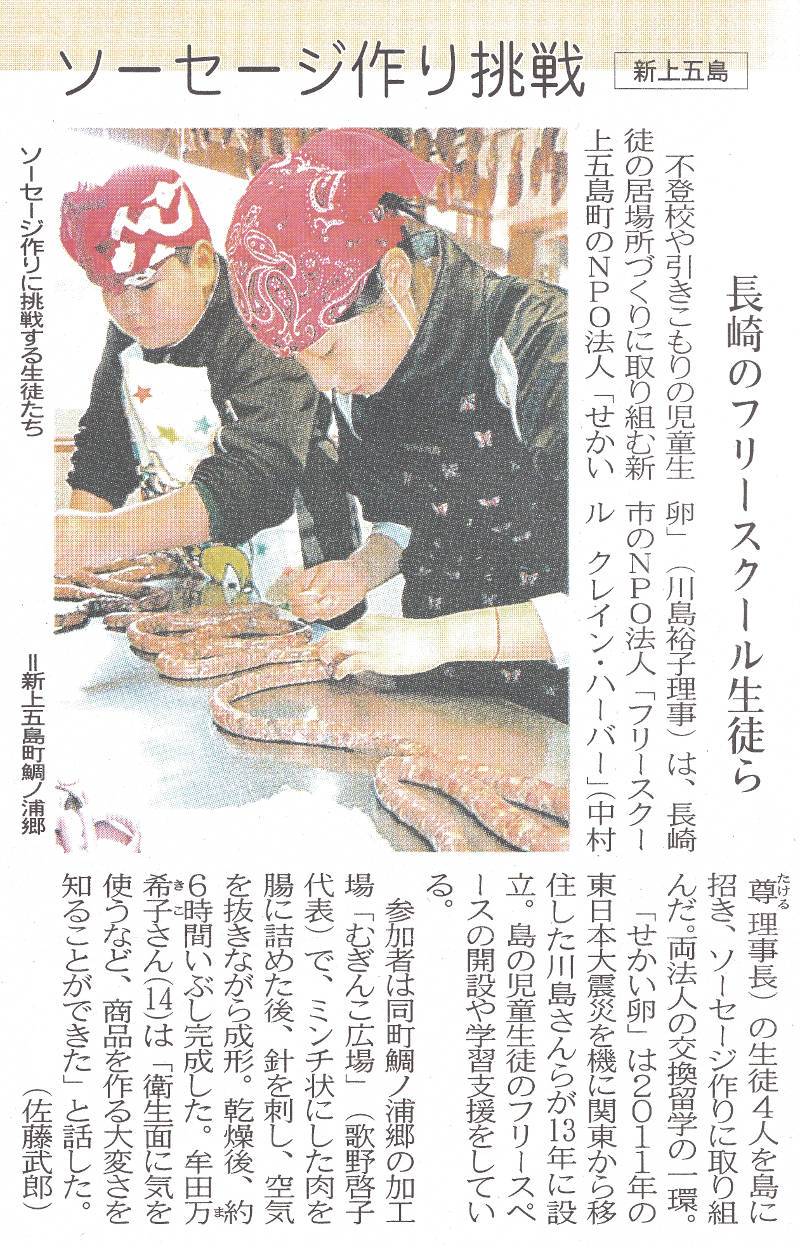 ソーセージ作り挑戦
新上五島
長崎のフリースクール生徒ら
不登校や引きこもりの児童生
徒の居場所づくりに取り組む新
上五島町のNPO法人「せかい
卵」（川島裕子理事）は、長崎
市のNPO法人「フリースクー
ル クレイン・ハーバー」（中村
尊理事長）の生徒4人を島に
たける
招き、ソーセージ作りに取り組
んだ。両法人の交換留学の一環。
「せかい卵」は2011年の
東日本大震災を機に関東から移
住した川島さんらが13年に設
立。島の児童生徒のフリースペ
ースの開設や学習支援をしてい
る。
参加者は同町鯛ノ浦郷の加工
場「むぎんこ広場」（歌野啓子
代表）で、ミンチ状にした肉を
腸に詰めた後、針を刺し、空気
を抜きながら成形。乾燥後、約
6時間いぶし完成した。牟田万
ま
希子さん(14)は「衛生面に気を
きこ
使うなど、商品を作る大変さを
知ることができた」と話した。
（佐藤武郎）
ソーセージ作りに挑戦する生徒たち
＝新上五島町鯛ノ浦郷